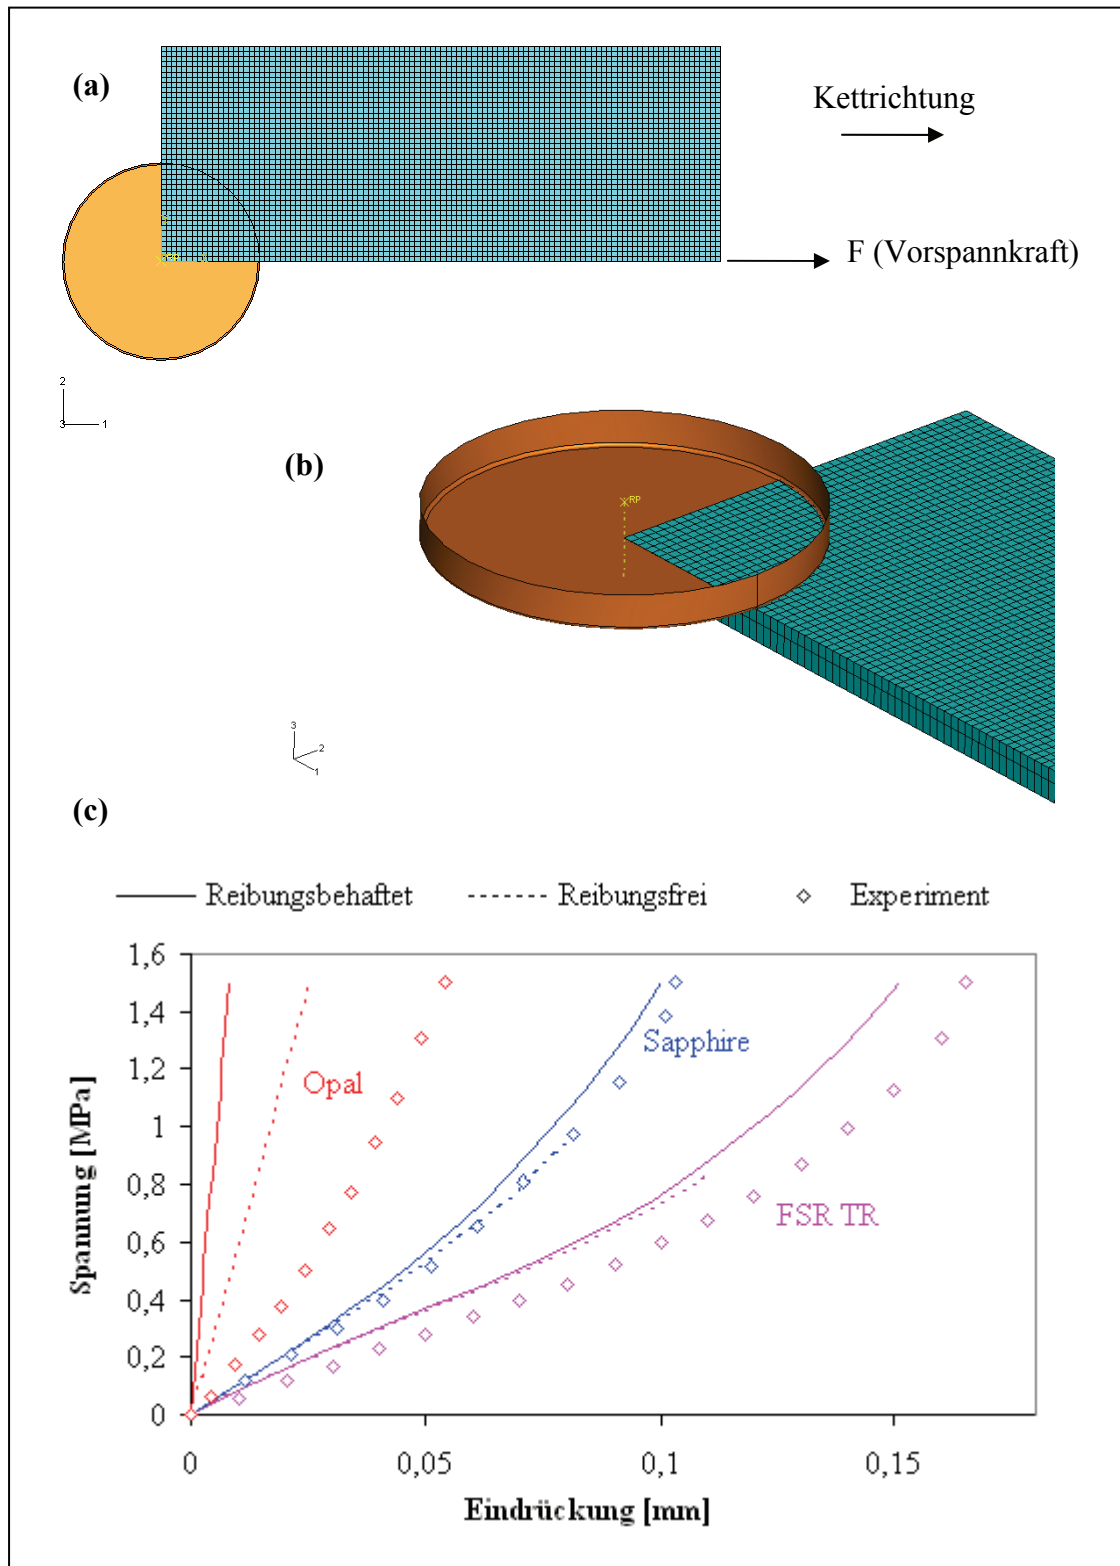 (a)
Kettrichtung
F (Vorspannkraft)
RP
2
3 1
(b)
RP
3
2
1
(c)
Reibungsbehaftet Reibungsfrei Experiment
1,6
1,4
1,2
1
0,8
0,6
0,4
0,2
0
Spannung [MPa]
Opal
Sapphire
FSR TR
0 0,05 0,1 0,15
Eindrückung [mm]